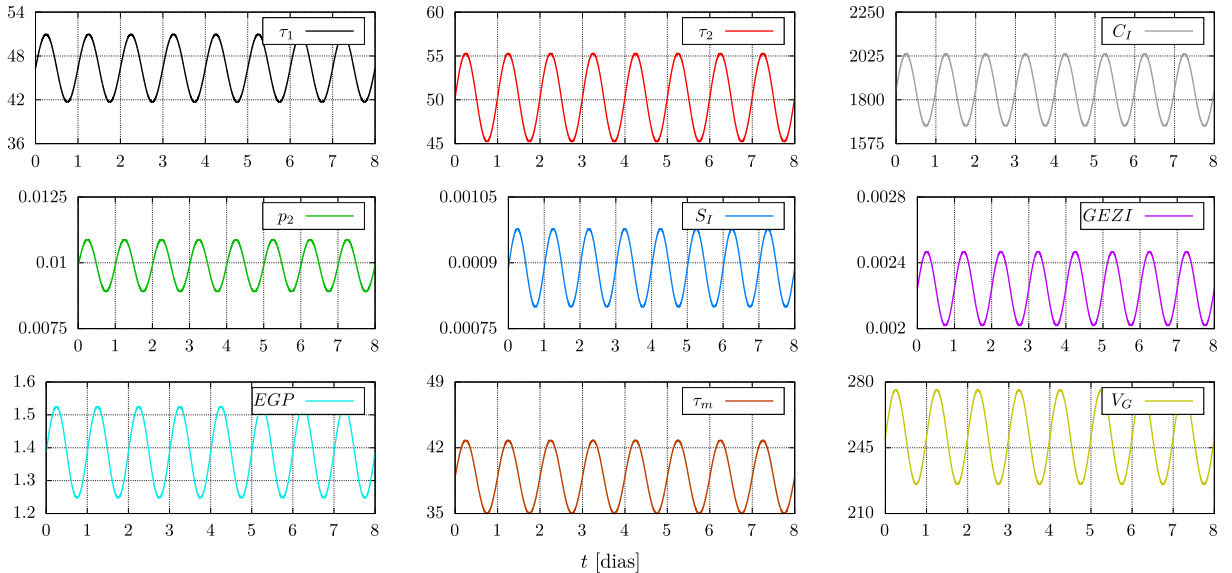 54
48
42
36
τ₁
0 1 2 3 4 5 6 7 8
60
55
50
45
τ₂
0 1 2 3 4 5 6 7 8
2250
2025
1800
1575
C_I
0 1 2 3 4 5 6 7 8
0.0125
0.01
0.0075
p₂
0 1 2 3 4 5 6 7 8
0.00105
0.0009
0.00075
S_I
0 1 2 3 4 5 6 7 8
0.0028
0.0024
0.002
GEZI
0 1 2 3 4 5 6 7 8
1.6
1.5
1.4
1.3
1.2
EGP
0 1 2 3 4 5 6 7 8
49
42
35
τ_m
0 1 2 3 4 5 6 7 8
280
245
210
V_G
0 1 2 3 4 5 6 7 8
t [dias]